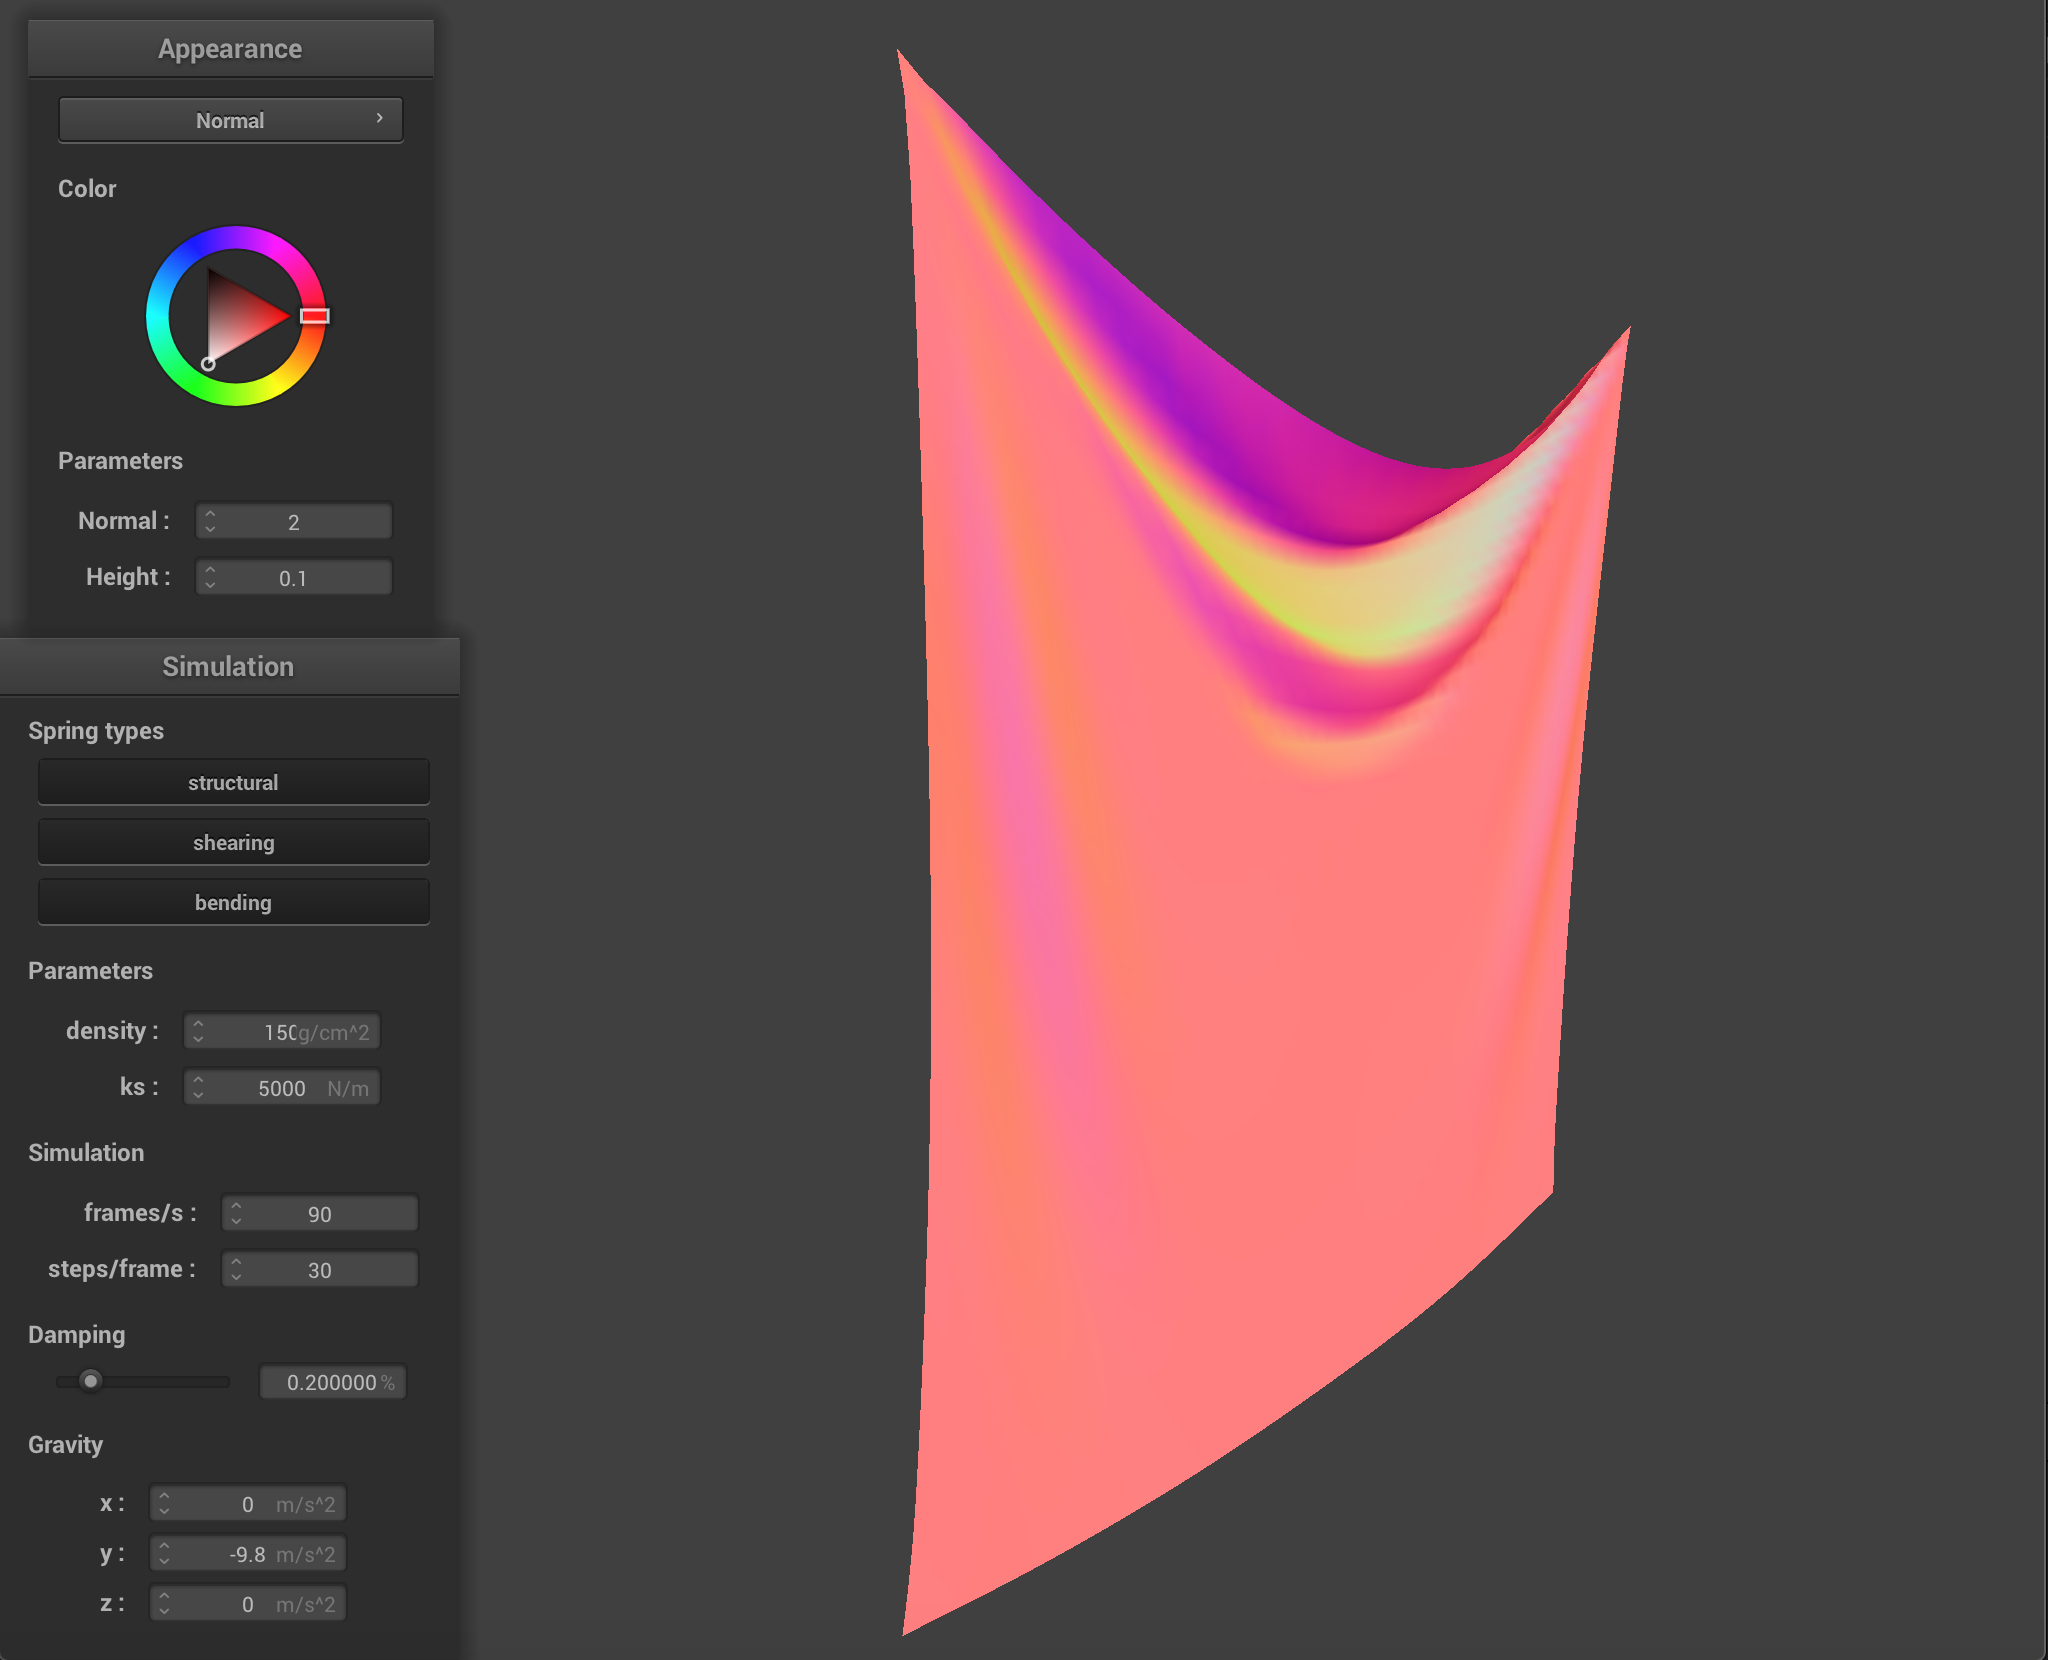 Appearance
Normal
Color
Parameters
Normal : 2
Height : 0.1
Simulation
Spring types
structural
shearing
bending
Parameters
density : 150 g/cm^2
ks : 5000 N/m
Simulation
frames/s : 90
steps/frame : 30
Damping
0.200000 %
Gravity
x : 0 m/s^2
y : -9.8 m/s^2
z : 0 m/s^2